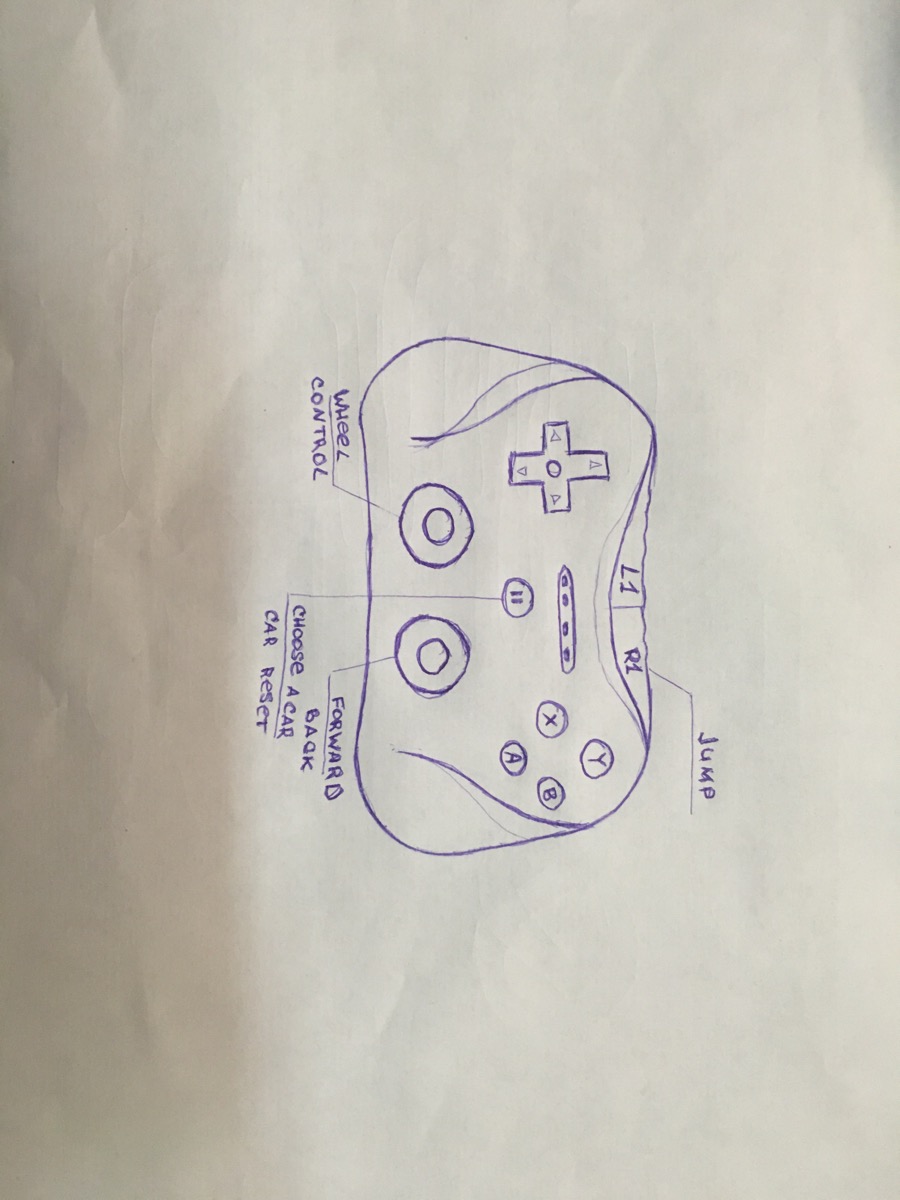 L1
R1
JUMP
X
Y
A
B
WHEEL
CONTROL
FORWARD
BACK
CHOOSE A CAR
CAR RESET